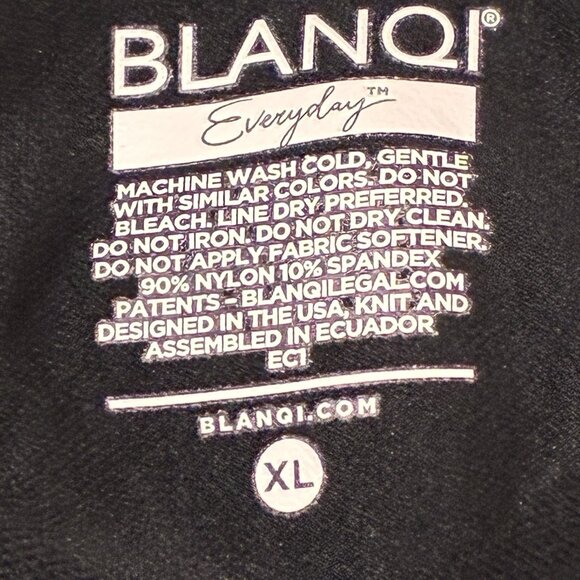 BLANQI®
Everyday™
MACHINE WASH COLD, GENTLE
WITH SIMILAR COLORS. DO NOT
BLEACH. LINE DRY PREFERRED.
DO NOT IRON. DO NOT DRY CLEAN.
DO NOT APPLY FABRIC SOFTENER.
90% NYLON 10% SPANDEX
PATENTS - BLANQILEGAL.COM
DESIGNED IN THE USA, KNIT AND
ASSEMBLED IN ECUADOR
EC1
BLANQI.COM
XL